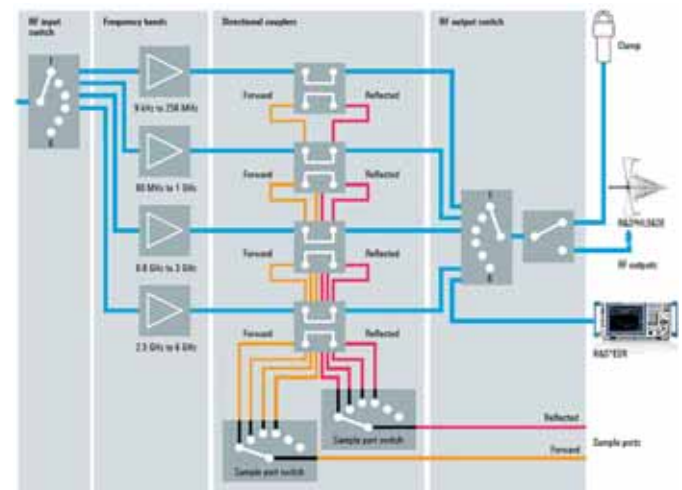 RF input
switch
Frequency bands
Directional couplers
RF output switch
1
6
9 kHz to 250 MHz
80 MHz to 1 GHz
0.8 GHz to 3 GHz
2.5 GHz to 6 GHz
Forward
Reflected
Forward
Reflected
Forward
Reflected
Forward
Reflected
Sample port switch
Sample port switch
1
6
Clamp
RF outputs
Reflected
Forward
Sample ports